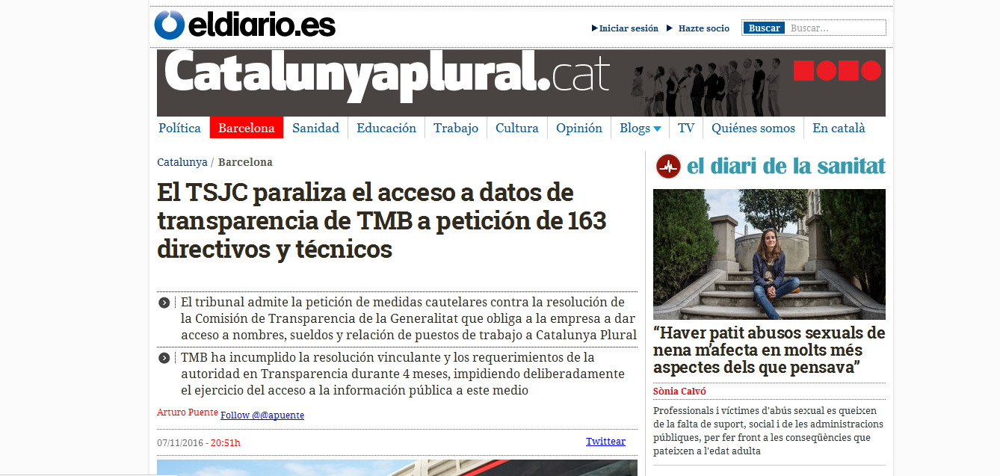 eldiario.es
Iniciar sesión Hazte socio Buscar Buscar...
Catalunyaplural.cat
Política Barcelona Sanidad Educación Trabajo Cultura Opinión Blogs TV Quiénes somos En català
Catalunya / Barcelona
El TSJC paraliza el acceso a datos de
transparencia de TMB a petición de 163
directivos y técnicos
El tribunal admite la petición de medidas cautelares contra la resolución de
la Comisión de Transparencia de la Generalitat que obliga a la empresa a dar
acceso a nombres, sueldos y relación de puestos de trabajo a Catalunya Plural
TMB ha incumplido la resolución vinculante y los requerimientos de la
autoridad en Transparencia durante 4 meses, impidiendo deliberadamente
el ejercicio del acceso a la información pública a este medio
Arturo Puente Follow @@apuente
07/11/2016 - 20:51h Twittear
el diari de la sanitat
“Haver patit abusos sexuals de
nena m'afecta en molts més
aspectes dels que pensava”
Sònia Calvó
Professionals i víctimes d'abús sexual es queixen
de la falta de suport, social i de les administracions
públiques, per fer front a les conseqüències que
pateixen a l'edat adulta